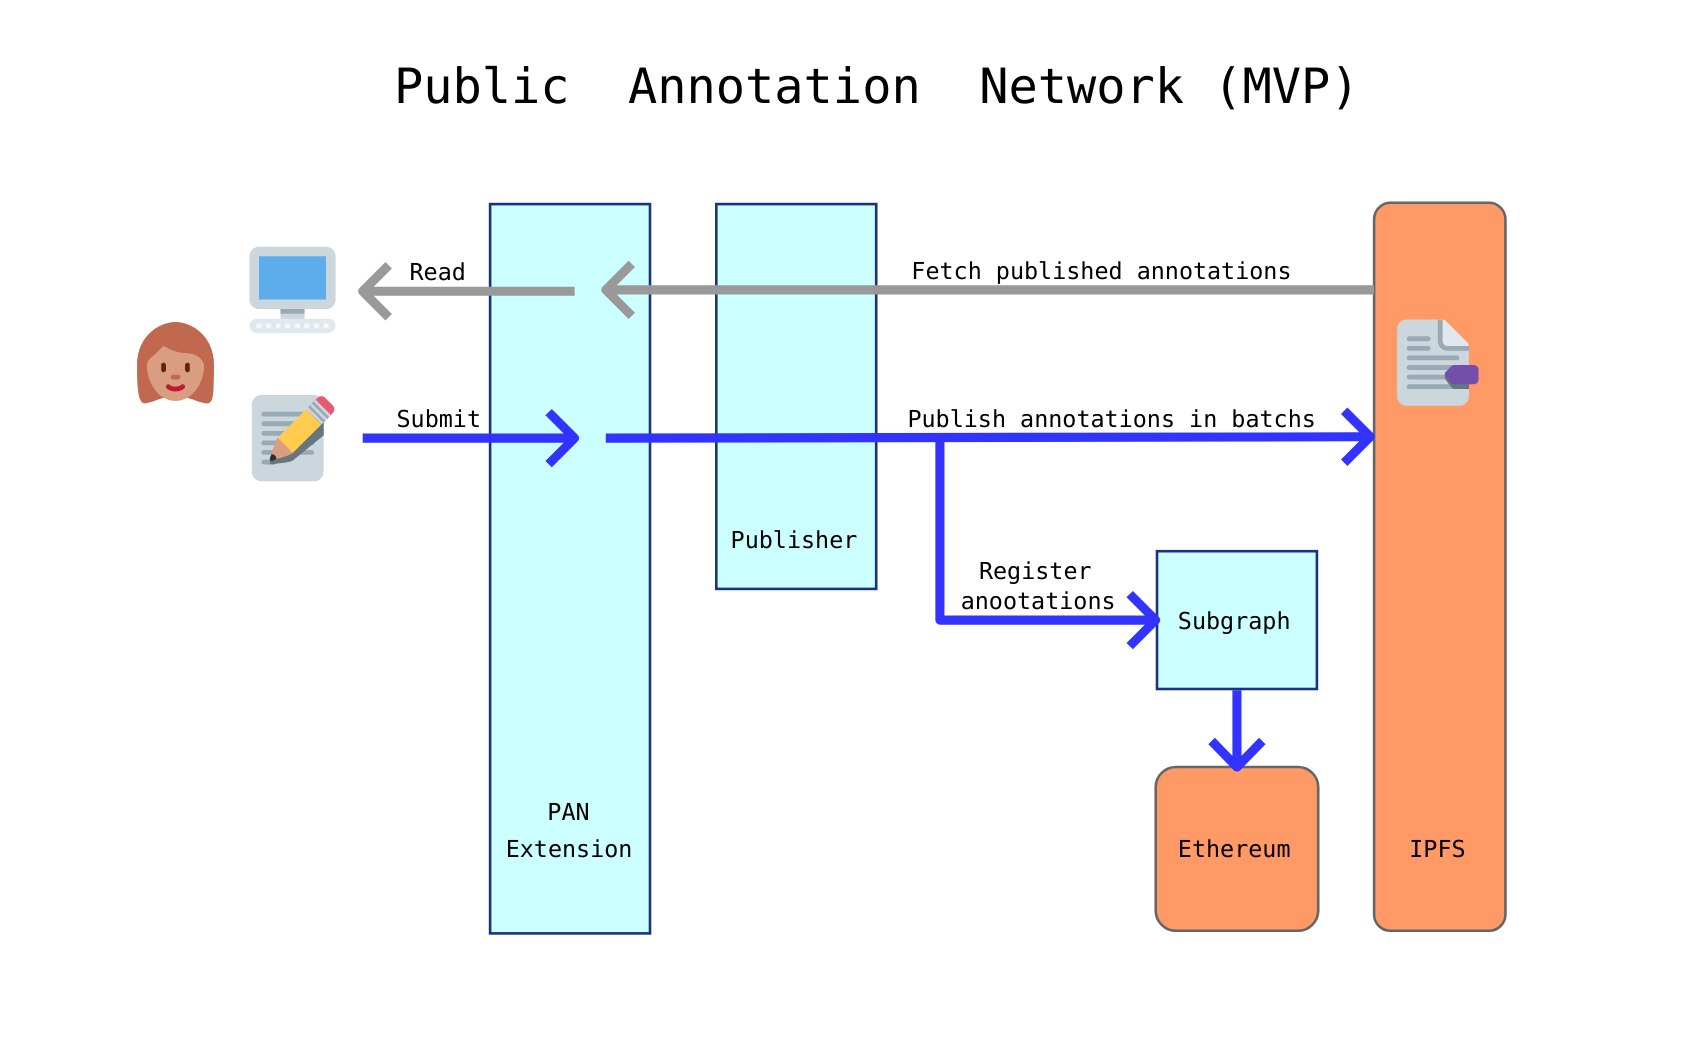 Public Annotation Network (MVP)
Read
Fetch published annotations
Submit
Publish annotations in batchs
Publisher
Register
anootations
Subgraph
PAN
Extension
Ethereum
IPFS